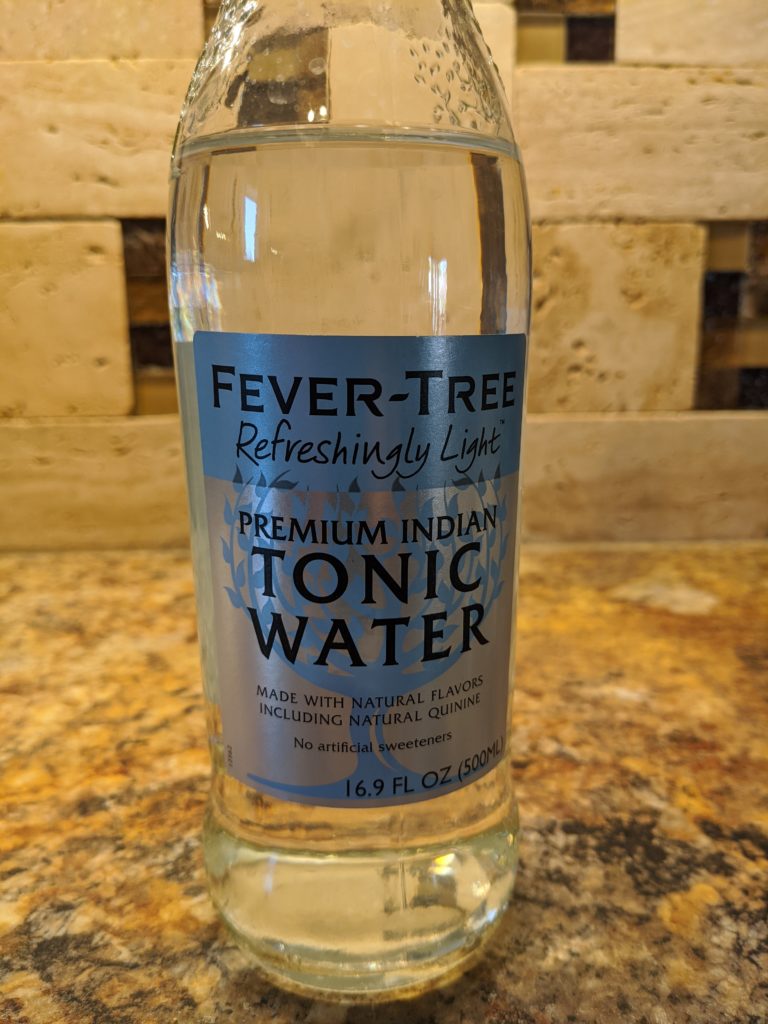 FEVER-TREE
Refreshingly Light™
PREMIUM INDIAN
TONIC
WATER
MADE WITH NATURAL FLAVORS
INCLUDING NATURAL QUININE
No artificial sweeteners
16.9 FL OZ (500ML)